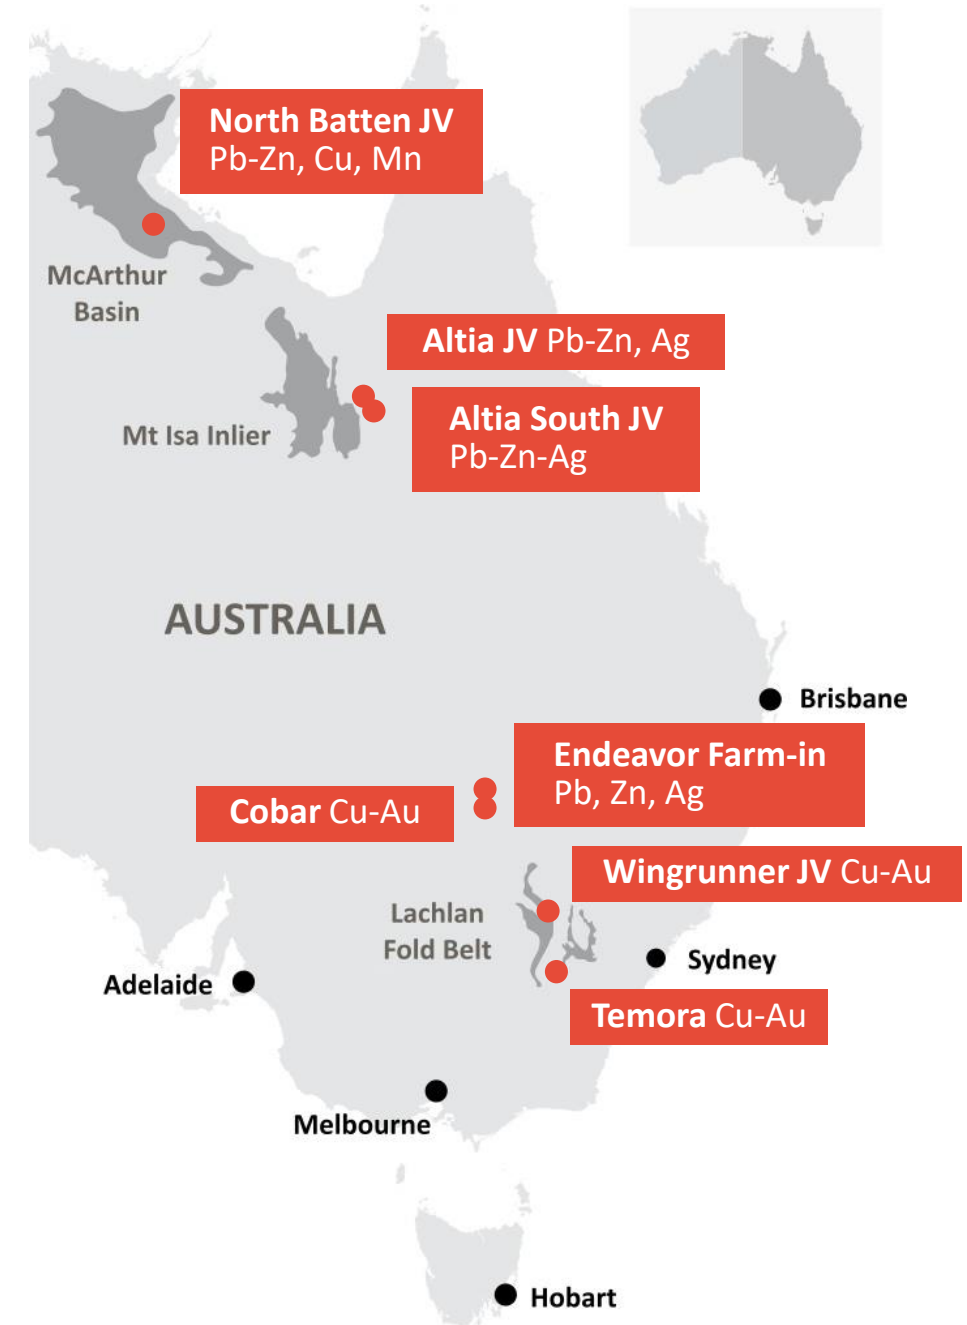 North Batten JV
Pb-Zn, Cu, Mn
McArthur
Basin
Altia JV Pb-Zn, Ag
Altia South JV
Pb-Zn-Ag
Mt Isa Inlier
AUSTRALIA
Brisbane
Endeavor Farm-in
Pb, Zn, Ag
Cobar Cu-Au
Wingrunner JV Cu-Au
Lachlan
Fold Belt
Sydney
Adelaide
Temora Cu-Au
Melbourne
Hobart